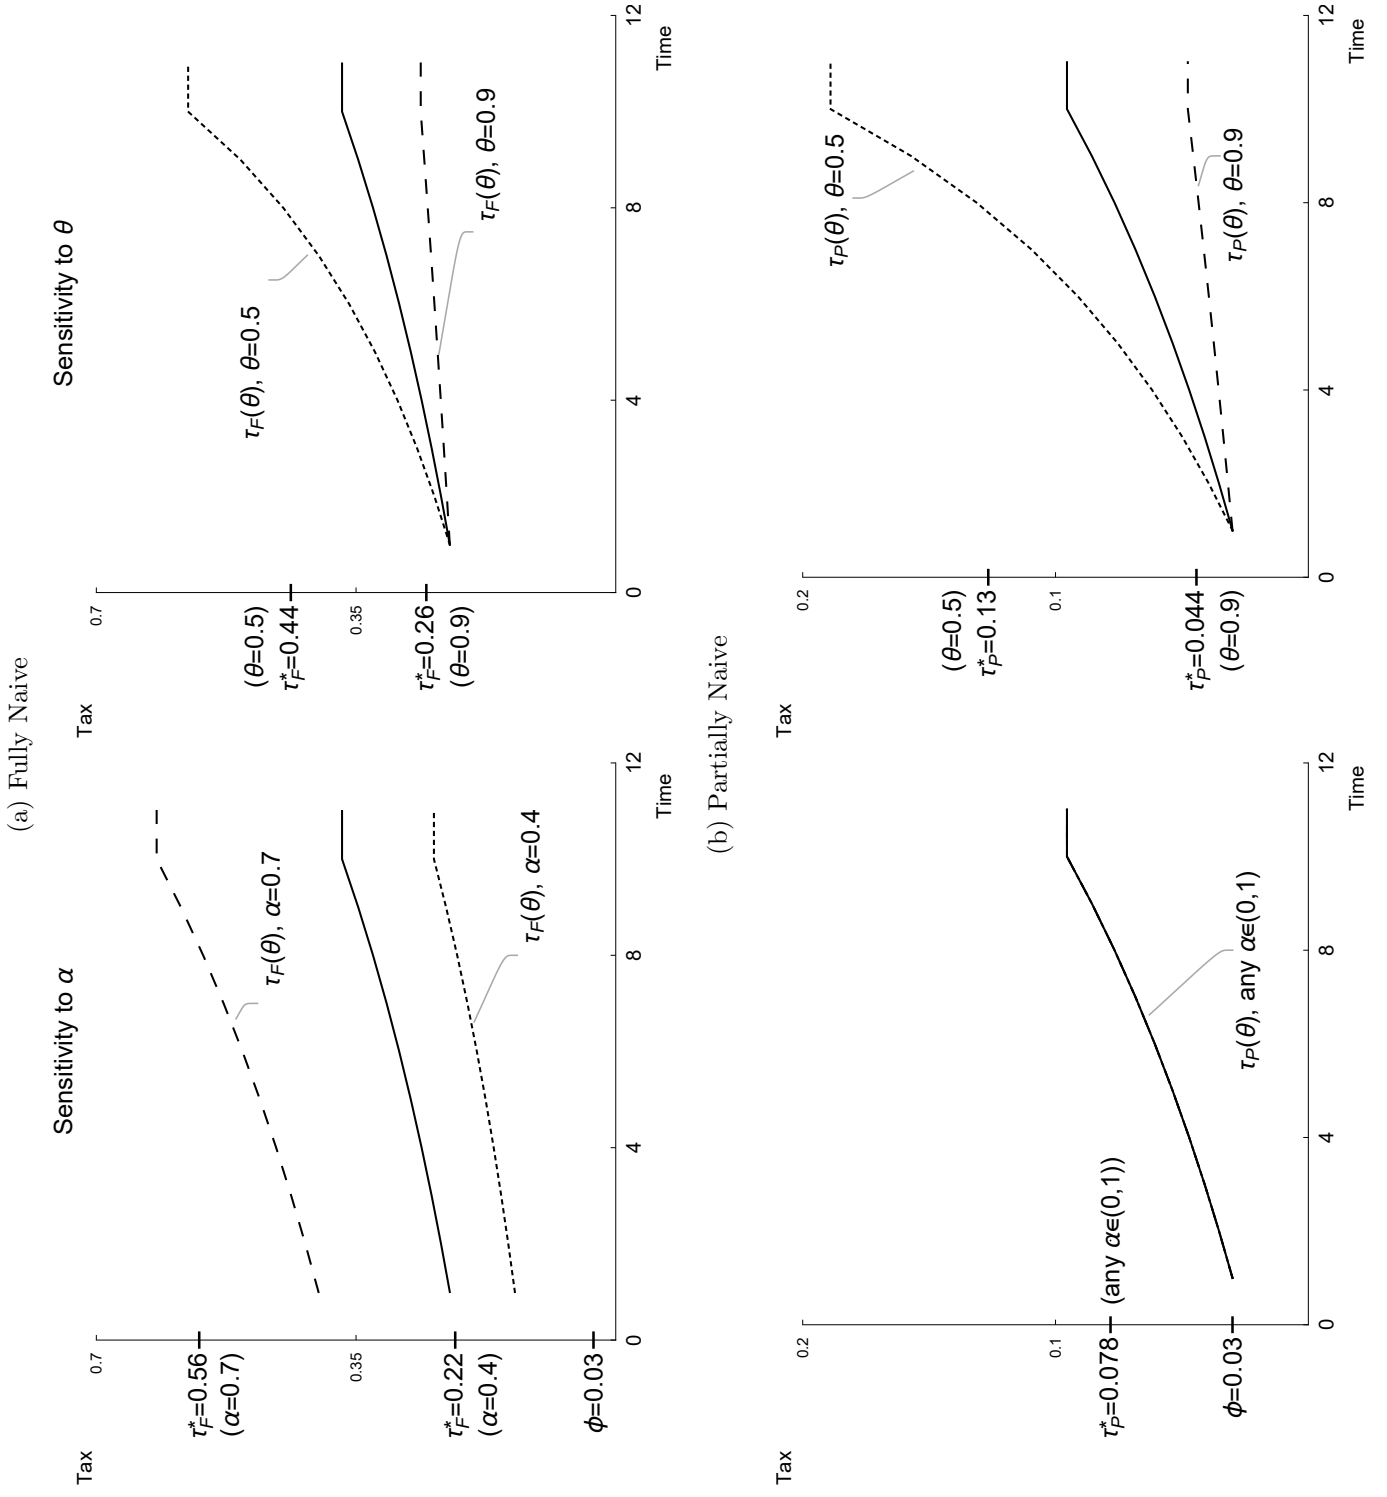 (a) Fully Naive
Sensitivity to α
Tax
0.7
τ*F=0.56
(α=0.7)
0.35
τ*F=0.22
(α=0.4)
ϕ=0.03
τF(θ), α=0.7
τF(θ), α=0.4
0
4
8
12
Time
Sensitivity to θ
Tax
0.7
(θ=0.5)
τ*F=0.44
0.35
τ*F=0.26
(θ=0.9)
τF(θ), θ=0.5
τF(θ), θ=0.9
0
4
8
12
Time
(b) Partially Naive
Tax
0.2
0.1
τ*P=0.078 (any αϵ(0,1))
ϕ=0.03
τP(θ), any αϵ(0,1)
0
4
8
12
Time
Tax
0.2
(θ=0.5)
τ*P=0.13
0.1
τ*P=0.044
(θ=0.9)
τP(θ), θ=0.5
τP(θ), θ=0.9
0
4
8
12
Time